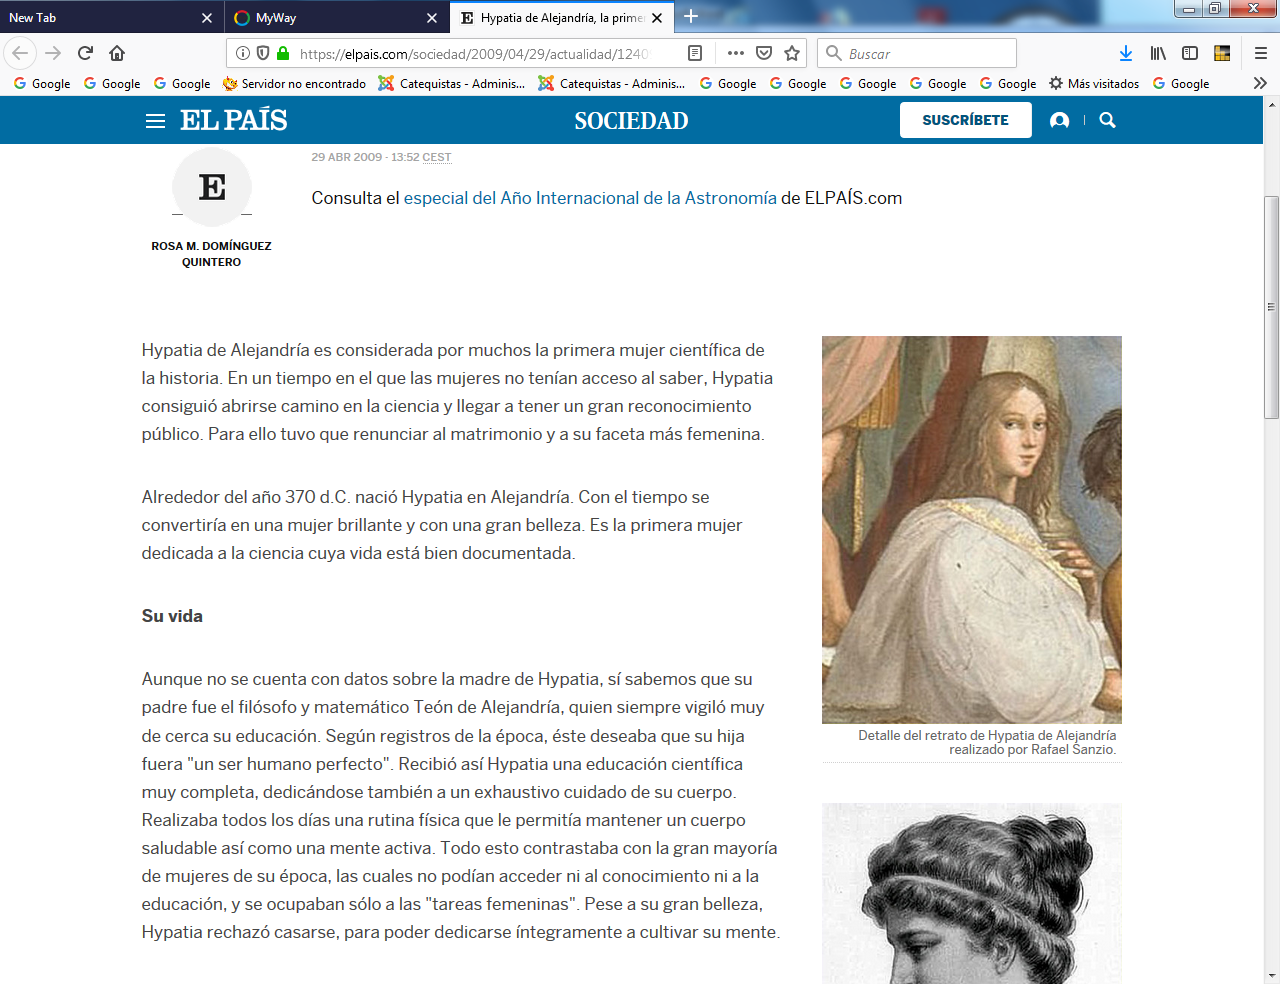 New Tab
MyWay
Hypatia de Alejandría, la prime
https://elpais.com/sociedad/2009/04/29/actualidad/1240
Buscar
Google
Google
Google
Servidor no encontrado
Catequistas - Adminis...
Catequistas - Adminis...
Google
Google
Google
Google
Google
Más visitados
Google
EL PAÍS
SOCIEDAD
SUSCRÍBETE
29 ABR 2009 - 13:52 CEST
E
Consulta el especial del Año Internacional de la Astronomía de ELPAÍS.com
ROSA M. DOMÍNGUEZ
QUINTERO
Hypatia de Alejandría es considerada por muchos la primera mujer científica de
la historia. En un tiempo en el que las mujeres no tenían acceso al saber, Hypatia
consiguió abrirse camino en la ciencia y llegar a tener un gran reconocimiento
público. Para ello tuvo que renunciar al matrimonio y a su faceta más femenina.
Alrededor del año 370 d.C. nació Hypatia en Alejandría. Con el tiempo se
convertiría en una mujer brillante y con una gran belleza. Es la primera mujer
dedicada a la ciencia cuya vida está bien documentada.
Su vida
Aunque no se cuenta con datos sobre la madre de Hypatia, sí sabemos que su
padre fue el filósofo y matemático Teón de Alejandría, quien siempre vigiló muy
de cerca su educación. Según registros de la época, éste deseaba que su hija
fuera "un ser humano perfecto". Recibió así Hypatia una educación científica
muy completa, dedicándose también a un exhaustivo cuidado de su cuerpo.
Realizaba todos los días una rutina física que le permitía mantener un cuerpo
saludable así como una mente activa. Todo esto contrastaba con la gran mayoría
de mujeres de su época, las cuales no podían acceder ni al conocimiento ni a la
educación, y se ocupaban sólo a las "tareas femeninas". Pese a su gran belleza,
Hypatia rechazó casarse, para poder dedicarse íntegramente a cultivar su mente.
Detalle del retrato de Hypatia de Alejandría
realizado por Rafael Sanzio.